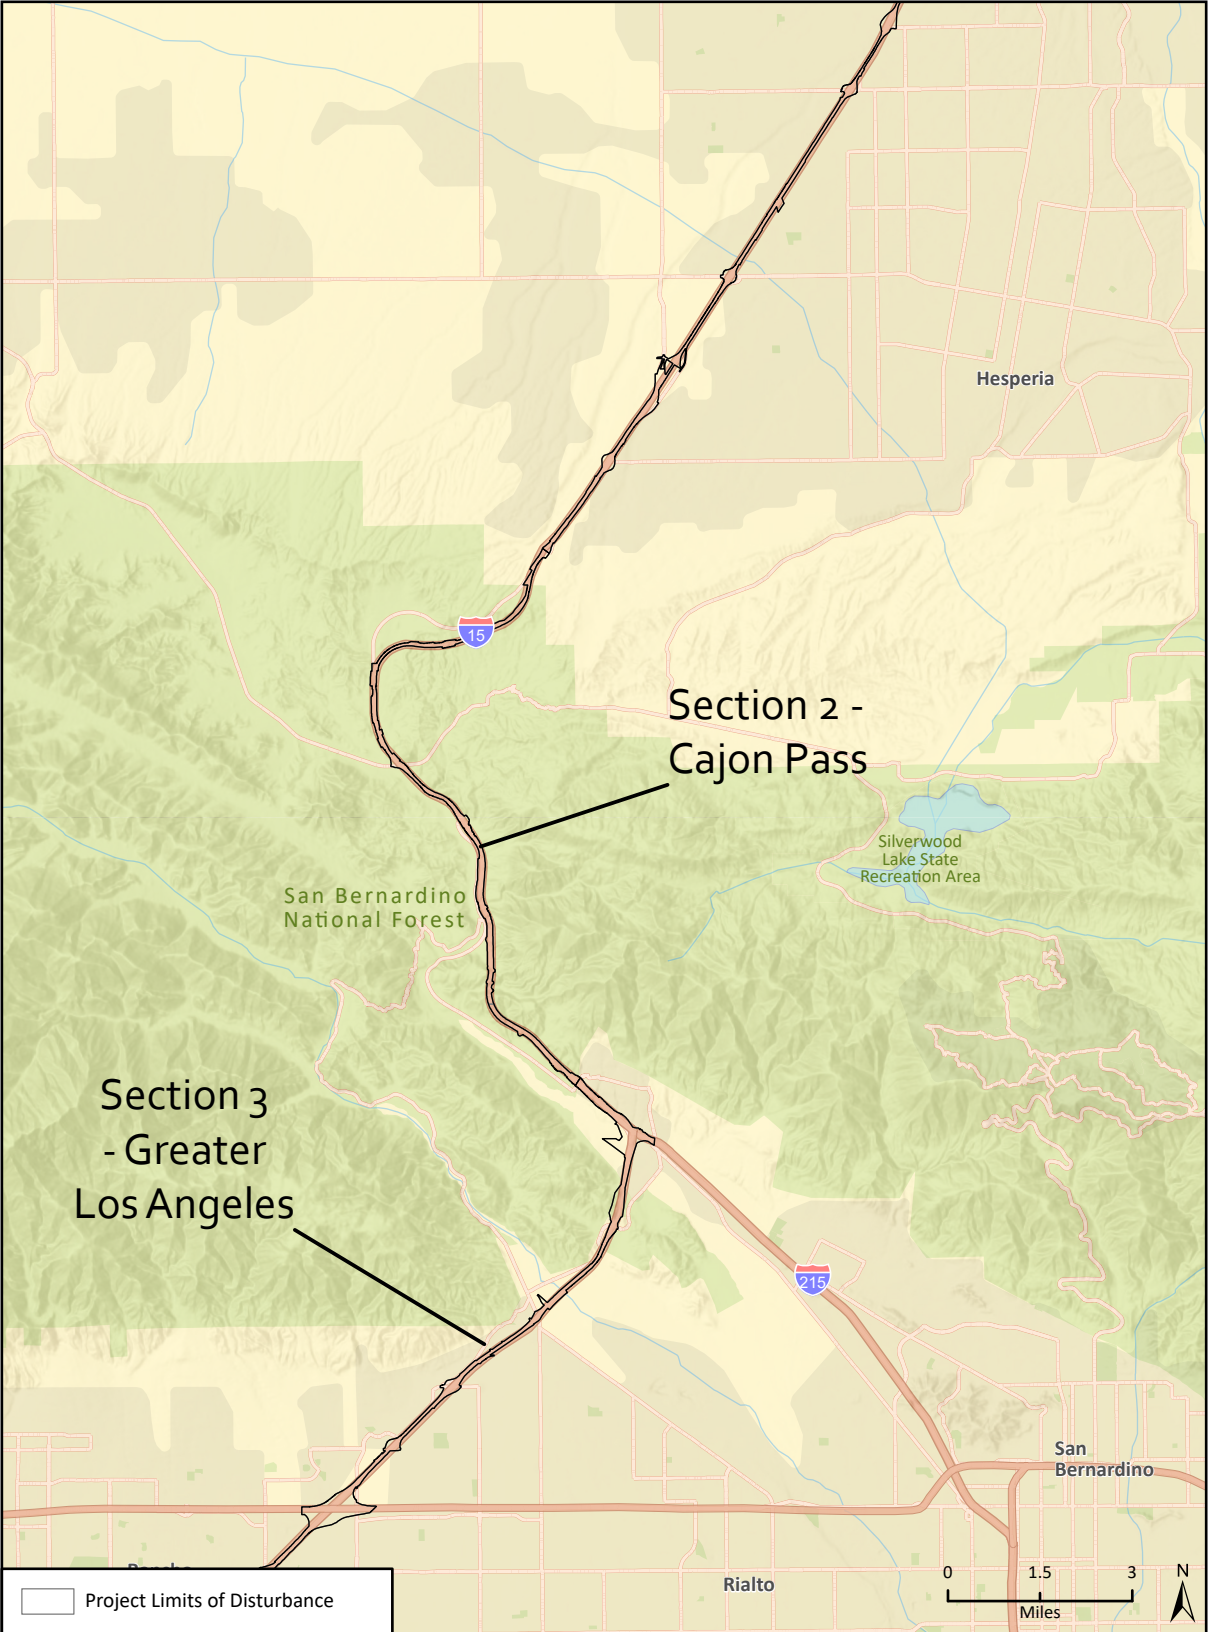 Hesperia
15
Section 2 -
Cajon Pass
Silverwood
Lake State
Recreation Area
San Bernardino
National Forest
Section 3
- Greater
Los Angeles
215
San
Bernardino
Rialto
Project Limits of Disturbance
0 1.5 3
Miles
N